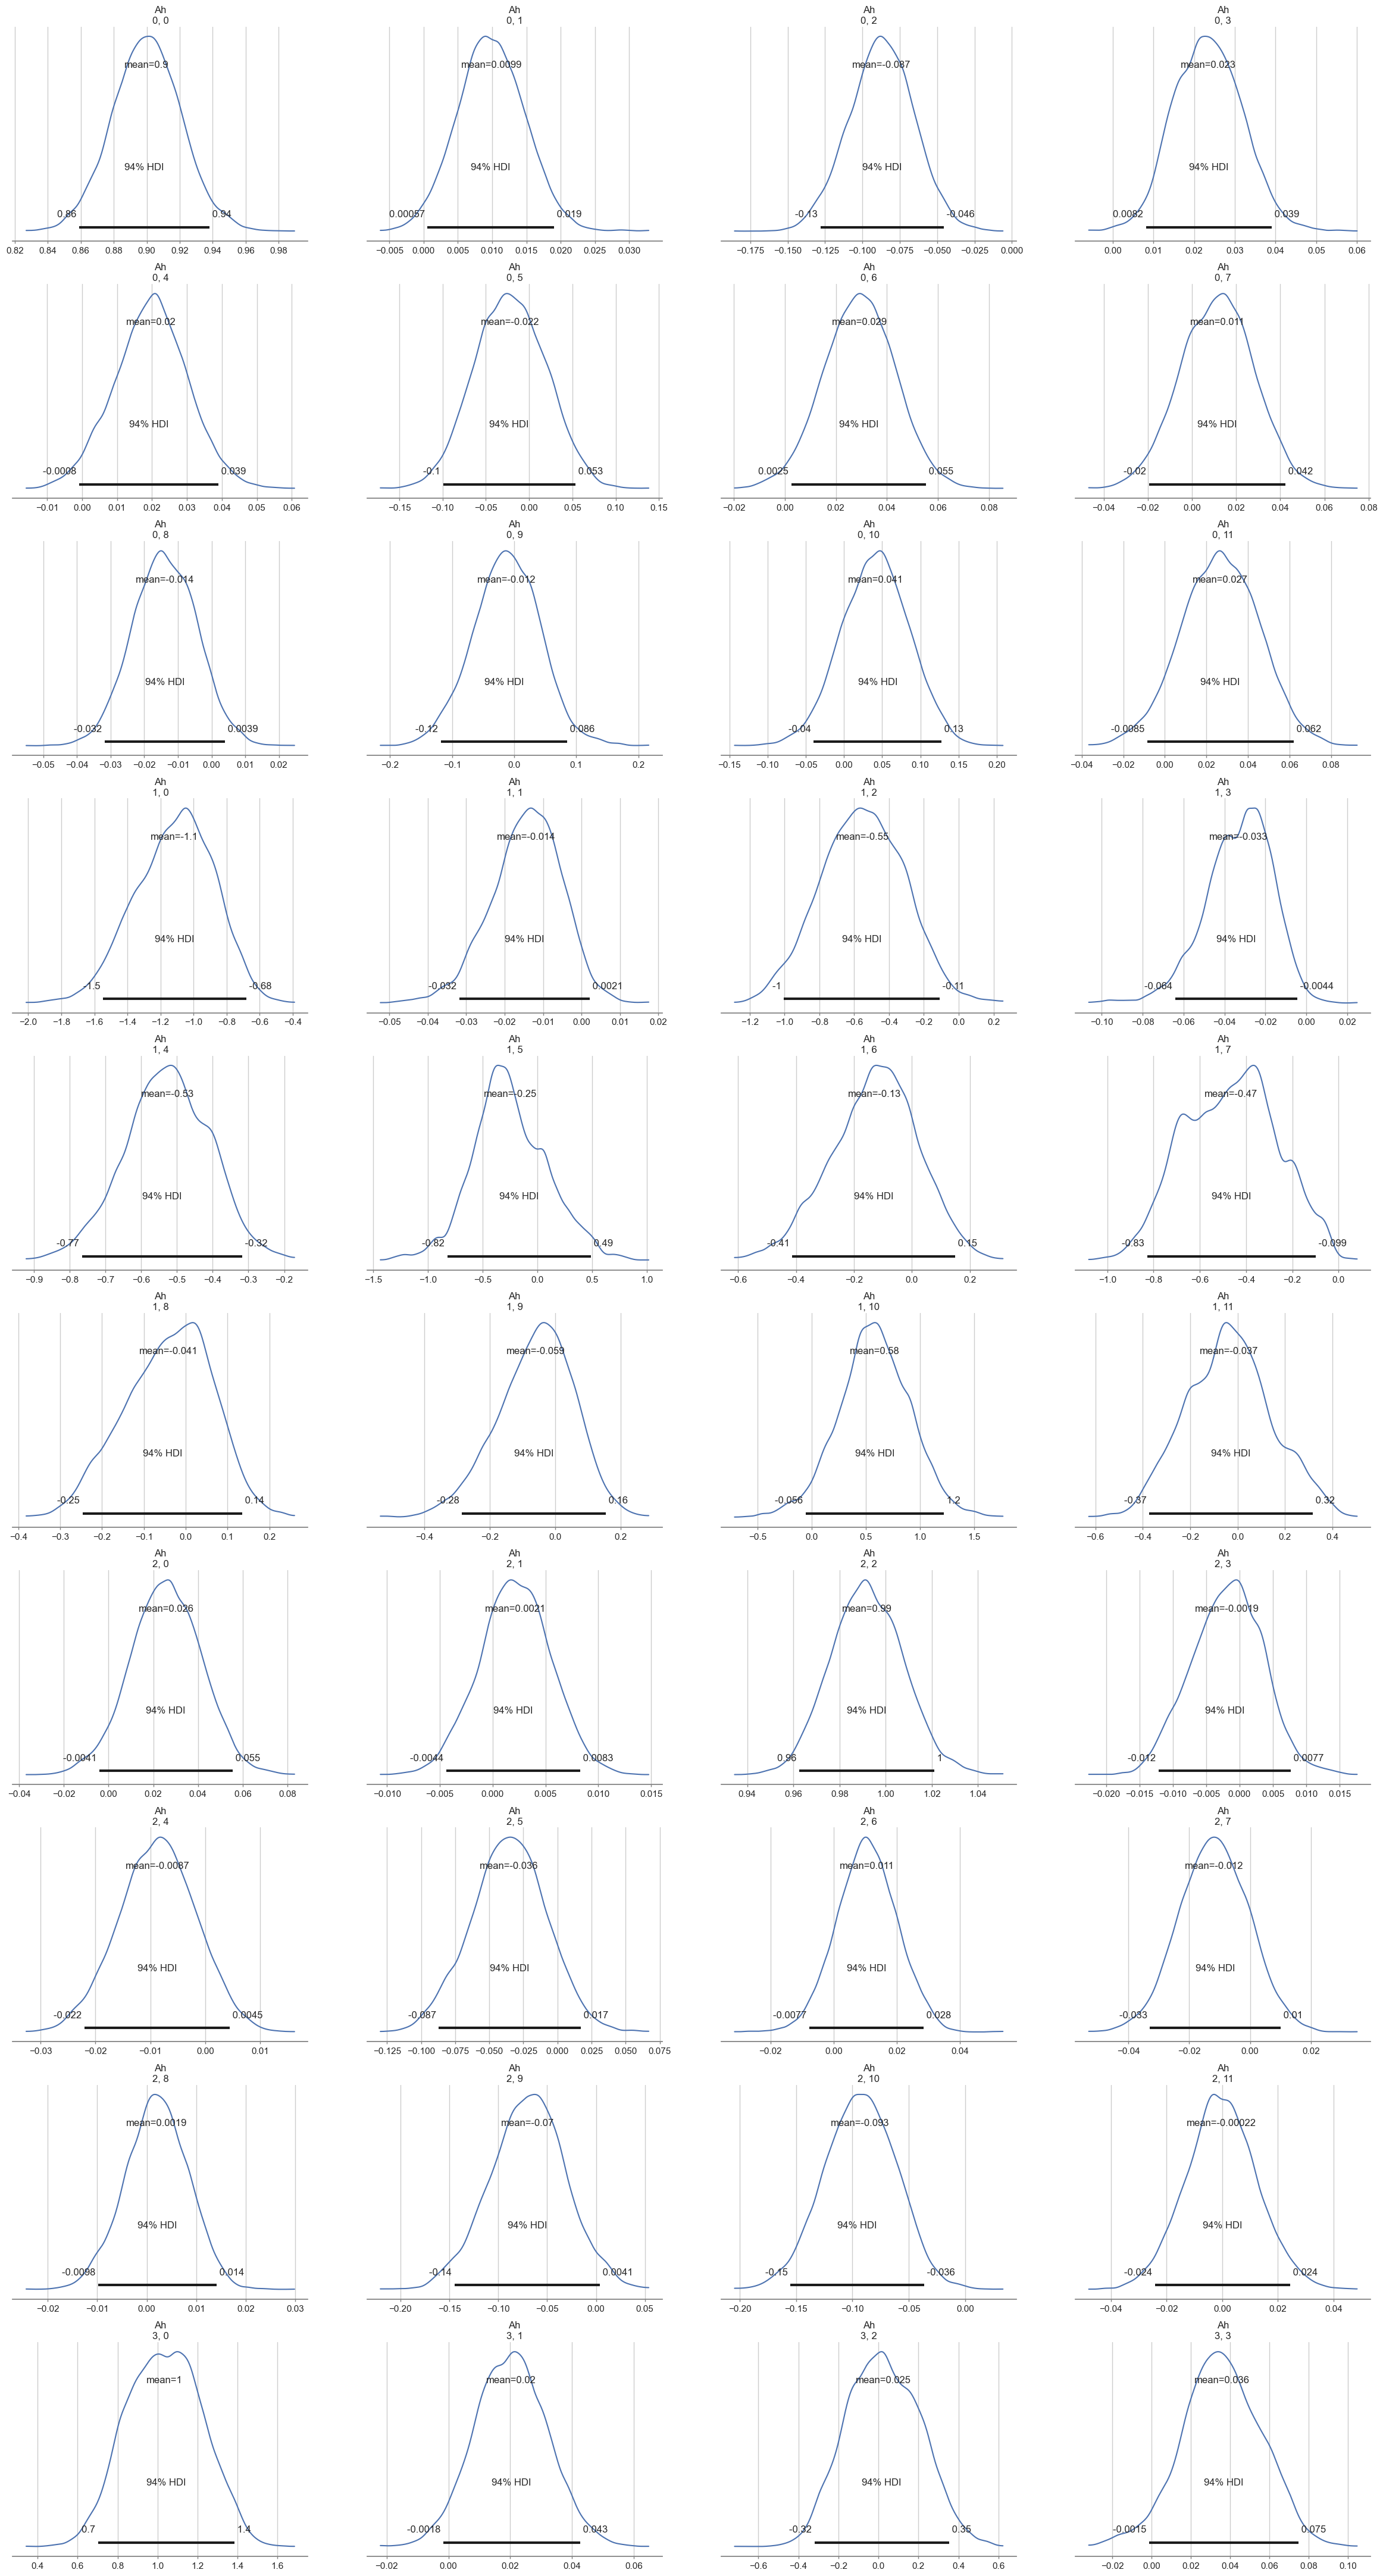 Ah
0, 0
mean=0.9
94% HDI
0.86 0.94
0.82 0.84 0.86 0.88 0.90 0.92 0.94 0.96 0.98
Ah
0, 1
mean=0.0099
94% HDI
0.00057 0.019
−0.005 0.000 0.005 0.010 0.015 0.020 0.025 0.030
Ah
0, 2
mean=-0.087
94% HDI
-0.13 -0.046
−0.175 −0.150 −0.125 −0.100 −0.075 −0.050 −0.025 0.000
Ah
0, 3
mean=0.023
94% HDI
0.0082 0.039
0.00 0.01 0.02 0.03 0.04 0.05 0.06
Ah
0, 4
mean=0.02
94% HDI
-0.0008 0.039
−0.01 0.00 0.01 0.02 0.03 0.04 0.05 0.06
Ah
0, 5
mean=-0.022
94% HDI
-0.1 0.053
−0.15 −0.10 −0.05 0.00 0.05 0.10 0.15
Ah
0, 6
mean=0.029
94% HDI
0.0025 0.055
−0.02 0.00 0.02 0.04 0.06 0.08
Ah
0, 7
mean=0.011
94% HDI
-0.02 0.042
−0.04 −0.02 0.00 0.02 0.04 0.06 0.08
Ah
0, 8
mean=-0.014
94% HDI
-0.032 0.0039
−0.05 −0.04 −0.03 −0.02 −0.01 0.00 0.01 0.02
Ah
0, 9
mean=-0.012
94% HDI
-0.12 0.086
−0.2 −0.1 0.0 0.1 0.2
Ah
0, 10
mean=0.041
94% HDI
-0.04 0.13
−0.15 −0.10 −0.05 0.00 0.05 0.10 0.15 0.20
Ah
0, 11
mean=0.027
94% HDI
-0.0085 0.062
−0.04 −0.02 0.00 0.02 0.04 0.06 0.08
Ah
1, 0
mean=-1.1
94% HDI
-1.5 -0.68
−2.0 −1.8 −1.6 −1.4 −1.2 −1.0 −0.8 −0.6 −0.4
Ah
1, 1
mean=-0.014
94% HDI
-0.032 0.0021
−0.05 −0.04 −0.03 −0.02 −0.01 0.00 0.01 0.02
Ah
1, 2
mean=-0.55
94% HDI
-1 -0.11
−1.2 −1.0 −0.8 −0.6 −0.4 −0.2 0.0 0.2
Ah
1, 3
mean=-0.033
94% HDI
-0.064 -0.0044
−0.10 −0.08 −0.06 −0.04 −0.02 0.00 0.02
Ah
1, 4
mean=-0.53
94% HDI
-0.77 -0.32
−0.9 −0.8 −0.7 −0.6 −0.5 −0.4 −0.3 −0.2
Ah
1, 5
mean=-0.25
94% HDI
-0.82 0.49
−1.5 −1.0 −0.5 0.0 0.5 1.0
Ah
1, 6
mean=-0.13
94% HDI
-0.41 0.15
−0.6 −0.4 −0.2 0.0 0.2
Ah
1, 7
mean=-0.47
94% HDI
-0.83 -0.099
−1.0 −0.8 −0.6 −0.4 −0.2 0.0
Ah
1, 8
mean=-0.041
94% HDI
-0.25 0.14
−0.4 −0.3 −0.2 −0.1 0.0 0.1 0.2
Ah
1, 9
mean=-0.059
94% HDI
-0.28 0.16
−0.4 −0.2 0.0 0.2
Ah
1, 10
mean=0.58
94% HDI
-0.056 1.2
−0.5 0.0 0.5 1.0 1.5
Ah
1, 11
mean=-0.037
94% HDI
-0.37 0.32
−0.6 −0.4 −0.2 0.0 0.2 0.4
Ah
2, 0
mean=0.026
94% HDI
-0.0041 0.055
−0.04 −0.02 0.00 0.02 0.04 0.06 0.08
Ah
2, 1
mean=0.0021
94% HDI
-0.0044 0.0083
−0.010 −0.005 0.000 0.005 0.010 0.015
Ah
2, 2
mean=0.99
94% HDI
0.96 1
0.94 0.96 0.98 1.00 1.02 1.04
Ah
2, 3
mean=-0.0019
94% HDI
-0.012 0.0077
−0.020 −0.015 −0.010 −0.005 0.000 0.005 0.010 0.015
Ah
2, 4
mean=-0.0087
94% HDI
-0.022 0.0045
−0.03 −0.02 −0.01 0.00 0.01
Ah
2, 5
mean=-0.036
94% HDI
-0.087 0.017
−0.125 −0.100 −0.075 −0.050 −0.025 0.000 0.025 0.050 0.075
Ah
2, 6
mean=0.011
94% HDI
-0.0077 0.028
−0.02 0.00 0.02 0.04
Ah
2, 7
mean=-0.012
94% HDI
-0.033 0.01
−0.04 −0.02 0.00 0.02
Ah
2, 8
mean=0.0019
94% HDI
-0.0098 0.014
−0.02 −0.01 0.00 0.01 0.02 0.03
Ah
2, 9
mean=-0.07
94% HDI
-0.14 0.0041
−0.20 −0.15 −0.10 −0.05 0.00 0.05
Ah
2, 10
mean=-0.093
94% HDI
-0.15 -0.036
−0.20 −0.15 −0.10 −0.05 0.00
Ah
2, 11
mean=-0.00022
94% HDI
-0.024 0.024
−0.04 −0.02 0.00 0.02 0.04
Ah
3, 0
mean=1
94% HDI
0.7 1.4
0.4 0.6 0.8 1.0 1.2 1.4 1.6
Ah
3, 1
mean=0.02
94% HDI
-0.0018 0.043
−0.02 0.00 0.02 0.04 0.06
Ah
3, 2
mean=0.025
94% HDI
-0.32 0.35
−0.6 −0.4 −0.2 0.0 0.2 0.4 0.6
Ah
3, 3
mean=0.036
94% HDI
-0.0015 0.075
−0.02 0.00 0.02 0.04 0.06 0.08 0.10